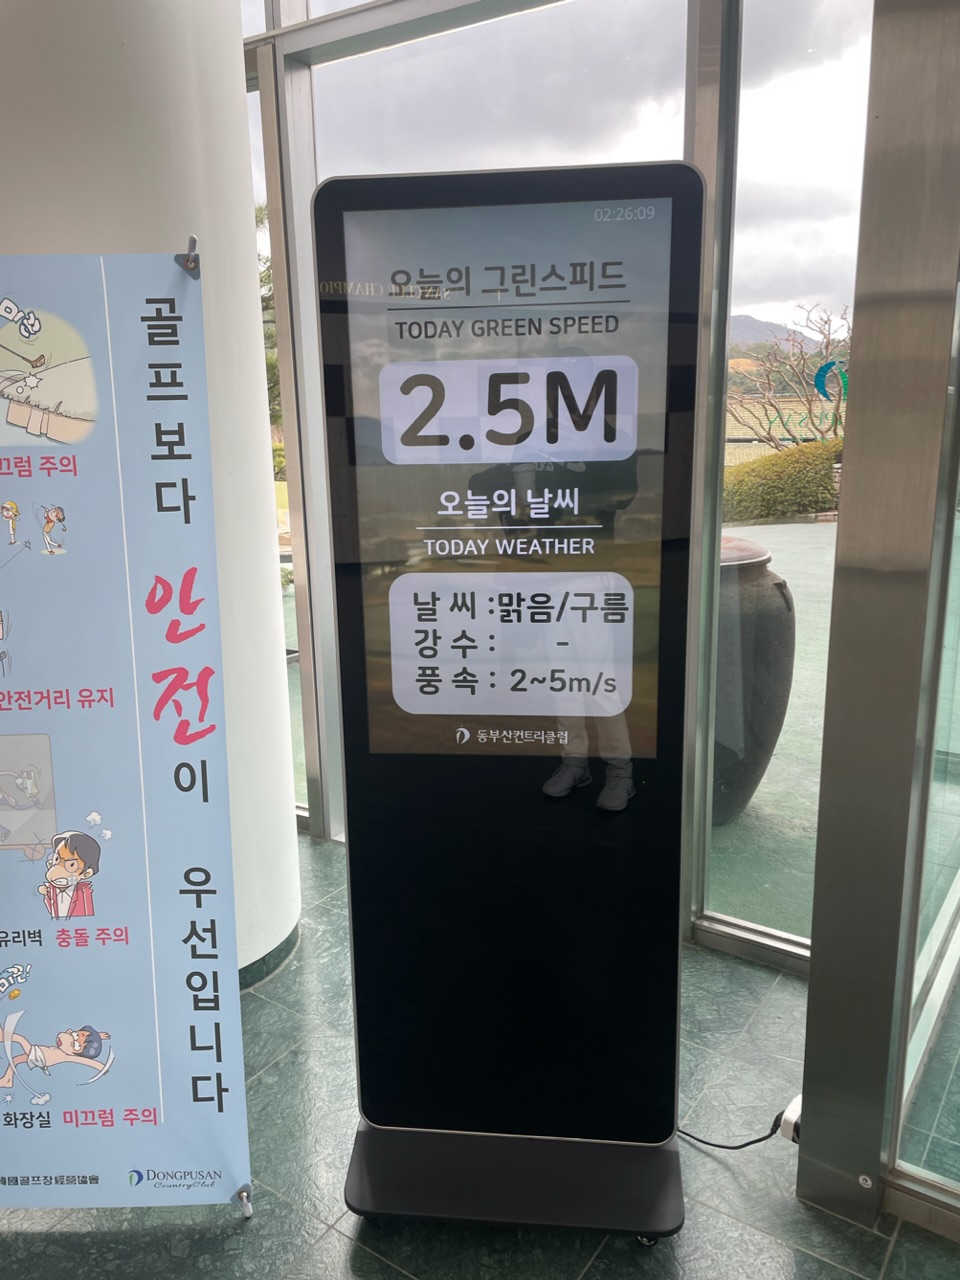 골프보다 안전이 우선입니다
끄럼 주의
안전거리 유지
유리벽 충돌 주의
화장실 미끄럼 주의
DONGPUSAN
Country Club
02:26:09
오늘의 그린스피드
TODAY GREEN SPEED
2.5M
오늘의 날씨
TODAY WEATHER
날 씨 :맑음/구름
강 수 : -
풍 속 : 2~5m/s
동부산컨트리클럽